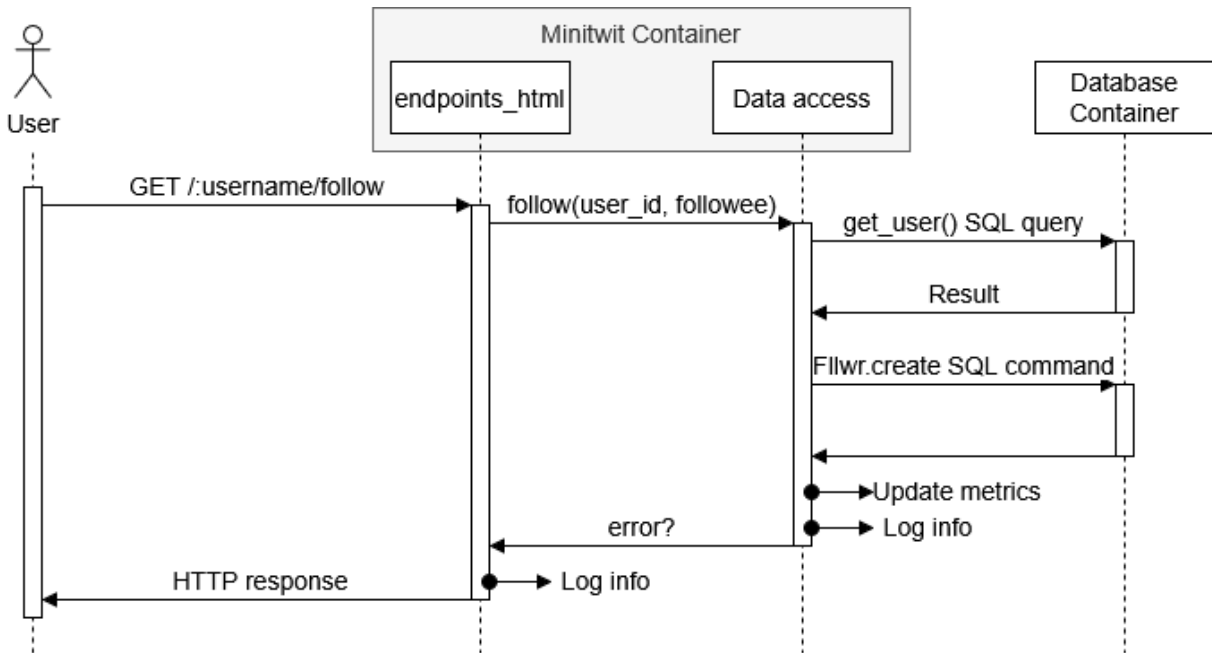 Minitwit Container
User
endpoints_html
Data access
Database
Container
GET /:username/follow
follow(user_id, followee)
get_user() SQL query
Result
Fllwr.create SQL command
Update metrics
Log info
error?
Log info
HTTP response